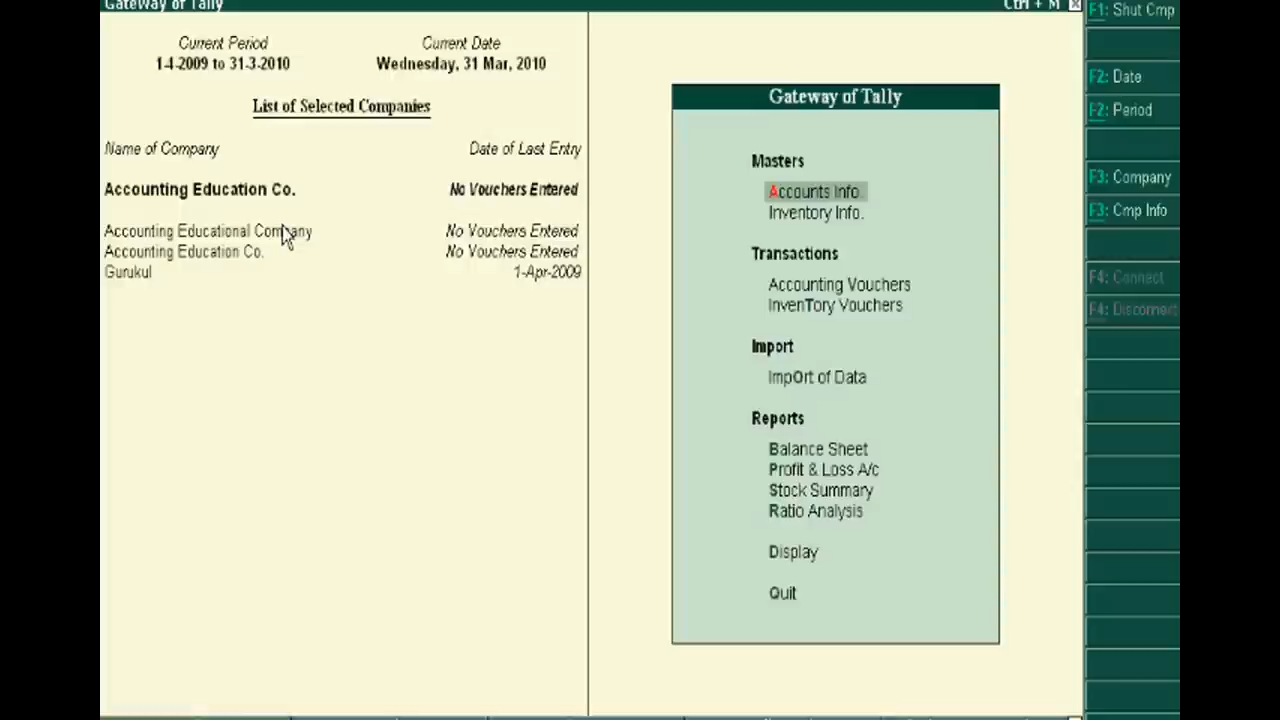 Gateway of Tally
Ctrl + M
Current Period
Current Date
1-4-2009 to 31-3-2010
Wednesday, 31 Mar, 2010
List of Selected Companies
Name of Company
Date of Last Entry
Accounting Education Co.
No Vouchers Entered
Accounting Educational Company
No Vouchers Entered
Accounting Education Co.
No Vouchers Entered
Gurukul
1-Apr-2009
Gateway of Tally
Masters
Accounts Info.
Inventory Info.
Transactions
Accounting Vouchers
InvenTory Vouchers
Import
ImpOrt of Data
Reports
Balance Sheet
Profit & Loss A/c
Stock Summary
Ratio Analysis
Display
Quit
F1: Shut Cmp
F2: Date
F2: Period
F3: Company
F3: Cmp Info
F4: Connect
F4: Disconnect